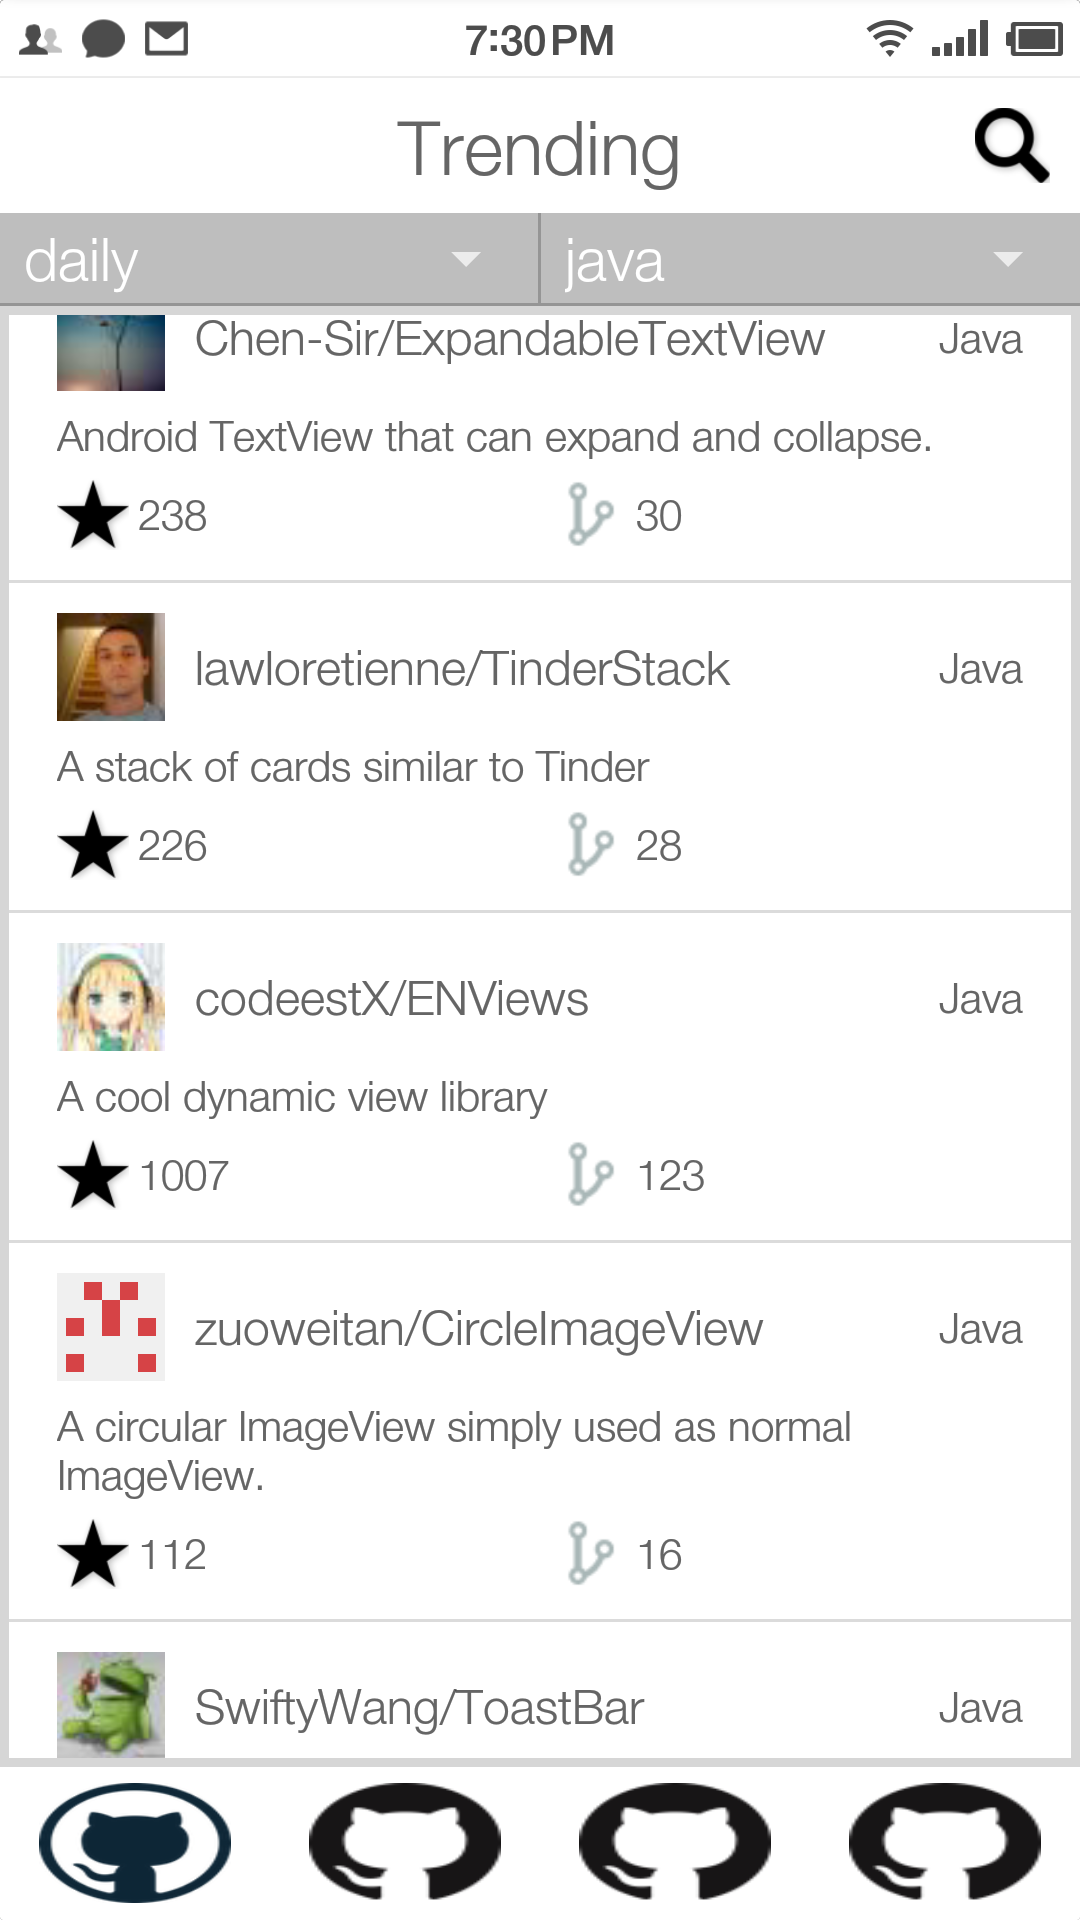 7:30 PM
Trending
daily
java
Chen-Sir/ExpandableTextView
Java
Android TextView that can expand and collapse.
238
30
lawloretienne/TinderStack
Java
A stack of cards similar to Tinder
226
28
codeestX/ENViews
Java
A cool dynamic view library
1007
123
zuoweitan/CircleImageView
Java
A circular ImageView simply used as normal
ImageView.
112
16
SwiftyWang/ToastBar
Java